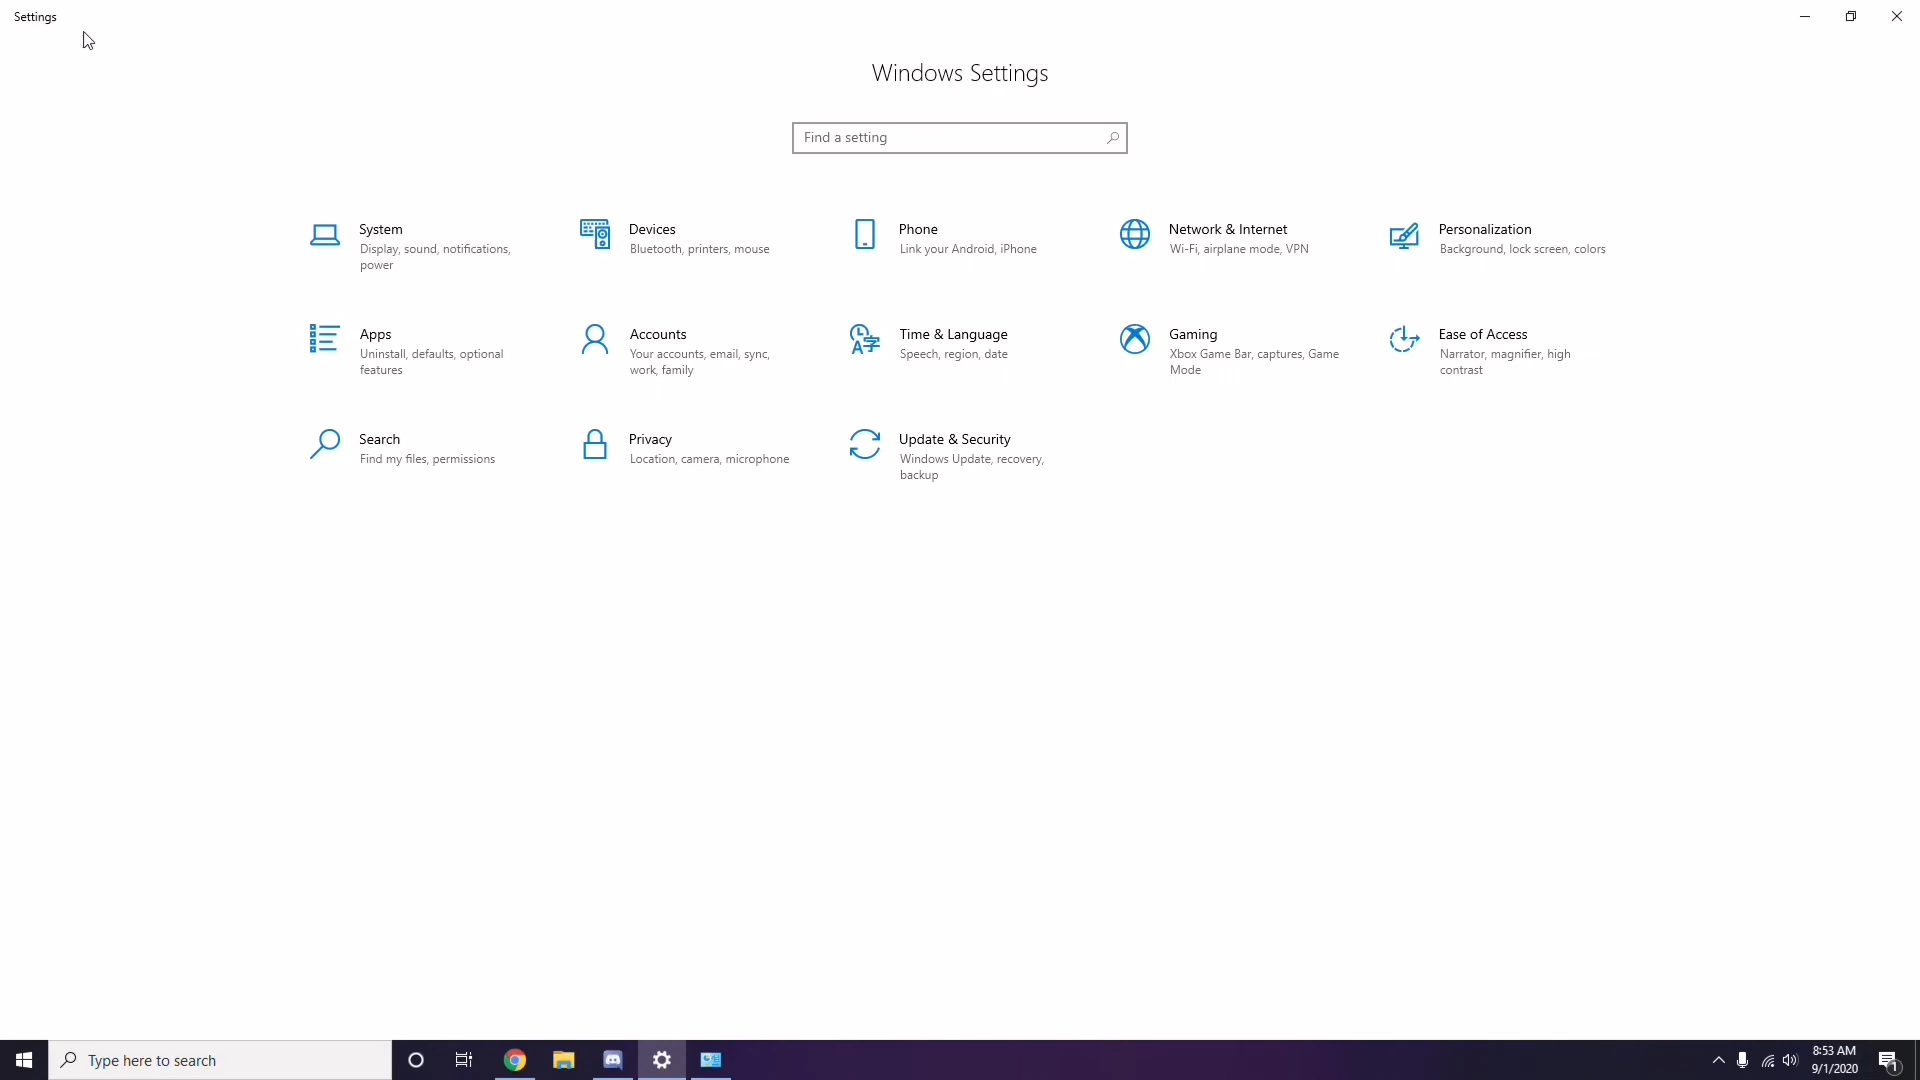 Settings
Windows Settings
Find a setting
System
Display, sound, notifications,
power
Devices
Bluetooth, printers, mouse
Phone
Link your Android, iPhone
Network & Internet
Wi-Fi, airplane mode, VPN
Personalization
Background, lock screen, colors
Apps
Uninstall, defaults, optional
features
Accounts
Your accounts, email, sync,
work, family
Time & Language
Speech, region, date
Gaming
Xbox Game Bar, captures, Game
Mode
Ease of Access
Narrator, magnifier, high
contrast
Search
Find my files, permissions
Privacy
Location, camera, microphone
Update & Security
Windows Update, recovery,
backup
Type here to search
8:53 AM
9/1/2020
1